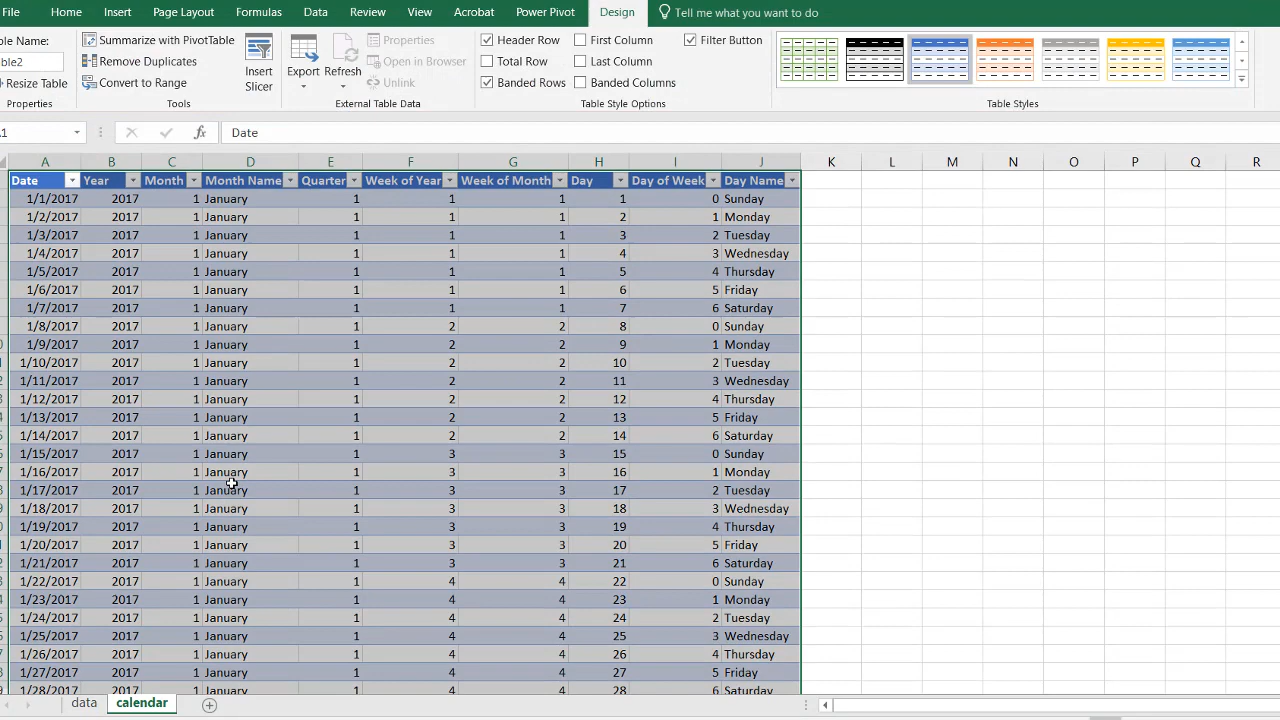 File Home Insert Page Layout Formulas Data Review View Acrobat Power Pivot Design Tell me what you want to do
Summarize with PivotTable
Remove Duplicates
Convert to Range
Resize Table
Properties
Tools
Insert
Slicer
Export
Refresh
Properties
Open in Browser
Unlink
External Table Data
Header Row
Total Row
Banded Rows
First Column
Last Column
Banded Columns
Filter Button
Table Style Options
Table Styles
fx Date
A B C D E F G H I J K L M N O P Q R
Date Year Month Month Name Quarter Week of Year Week of Month Day Day of Week Day Name
1/1/2017 2017 1 January 1 1 1 1 0 Sunday
1/2/2017 2017 1 January 1 1 1 2 1 Monday
1/3/2017 2017 1 January 1 1 1 3 2 Tuesday
1/4/2017 2017 1 January 1 1 1 4 3 Wednesday
1/5/2017 2017 1 January 1 1 1 5 4 Thursday
1/6/2017 2017 1 January 1 1 1 6 5 Friday
1/7/2017 2017 1 January 1 1 1 7 6 Saturday
1/8/2017 2017 1 January 1 2 2 8 0 Sunday
1/9/2017 2017 1 January 1 2 2 9 1 Monday
1/10/2017 2017 1 January 1 2 2 10 2 Tuesday
1/11/2017 2017 1 January 1 2 2 11 3 Wednesday
1/12/2017 2017 1 January 1 2 2 12 4 Thursday
1/13/2017 2017 1 January 1 2 2 13 5 Friday
1/14/2017 2017 1 January 1 2 2 14 6 Saturday
1/15/2017 2017 1 January 1 3 3 15 0 Sunday
1/16/2017 2017 1 January 1 3 3 16 1 Monday
1/17/2017 2017 1 January 1 3 3 17 2 Tuesday
1/18/2017 2017 1 January 1 3 3 18 3 Wednesday
1/19/2017 2017 1 January 1 3 3 19 4 Thursday
1/20/2017 2017 1 January 1 3 3 20 5 Friday
1/21/2017 2017 1 January 1 3 3 21 6 Saturday
1/22/2017 2017 1 January 1 4 4 22 0 Sunday
1/23/2017 2017 1 January 1 4 4 23 1 Monday
1/24/2017 2017 1 January 1 4 4 24 2 Tuesday
1/25/2017 2017 1 January 1 4 4 25 3 Wednesday
1/26/2017 2017 1 January 1 4 4 26 4 Thursday
1/27/2017 2017 1 January 1 4 4 27 5 Friday
1/28/2017 2017 1 January 1 4 4 28 6 Saturday
data calendar